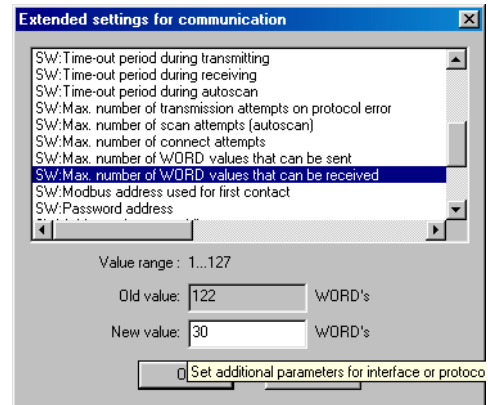 Extended settings for communication
SW:Time-out period during transmitting
SW:Time-out period during receiving
SW:Time-out period during autoscan
SW:Max. number of transmission attempts on protocol error
SW:Max. number of scan attempts (autoscan)
SW:Max. number of connect attempts
SW:Max. number of WORD values that can be sent
SW:Max. number of WORD values that can be received
SW:Modbus address used for first contact
SW:Password address
Value range : 1...127
Old value: 122 WORD's
New value: 30 WORD's
Set additional parameters for interface or protoco